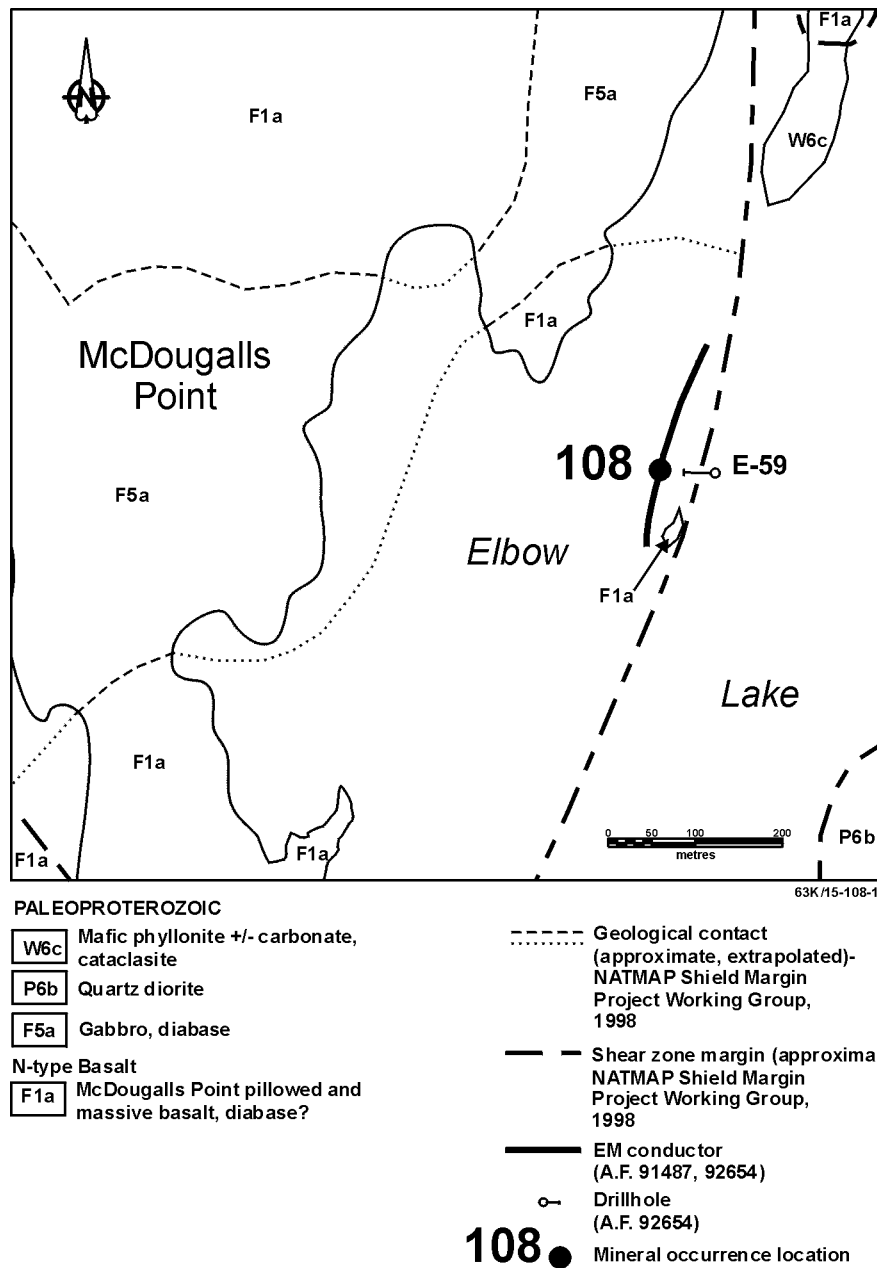 F1a
N
F1a
F5a
W6c
F1a
McDougalls
Point
108
E-59
F5a
Elbow
F1a
Lake
F1a
F1a
F1a
P6b
0 50 100 200
metres
63K/15-108-1
PALEOPROTEROZOIC
W6c Mafic phyllonite +/- carbonate,
cataclasite
P6b Quartz diorite
F5a Gabbro, diabase
N-type Basalt
F1a McDougalls Point pillowed and
massive basalt, diabase?
Geological contact
(approximate, extrapolated)-
NATMAP Shield Margin
Project Working Group,
1998
Shear zone margin (approxima
NATMAP Shield Margin
Project Working Group,
1998
EM conductor
(A.F. 91487, 92654)
Drillhole
(A.F. 92654)
108 Mineral occurrence location